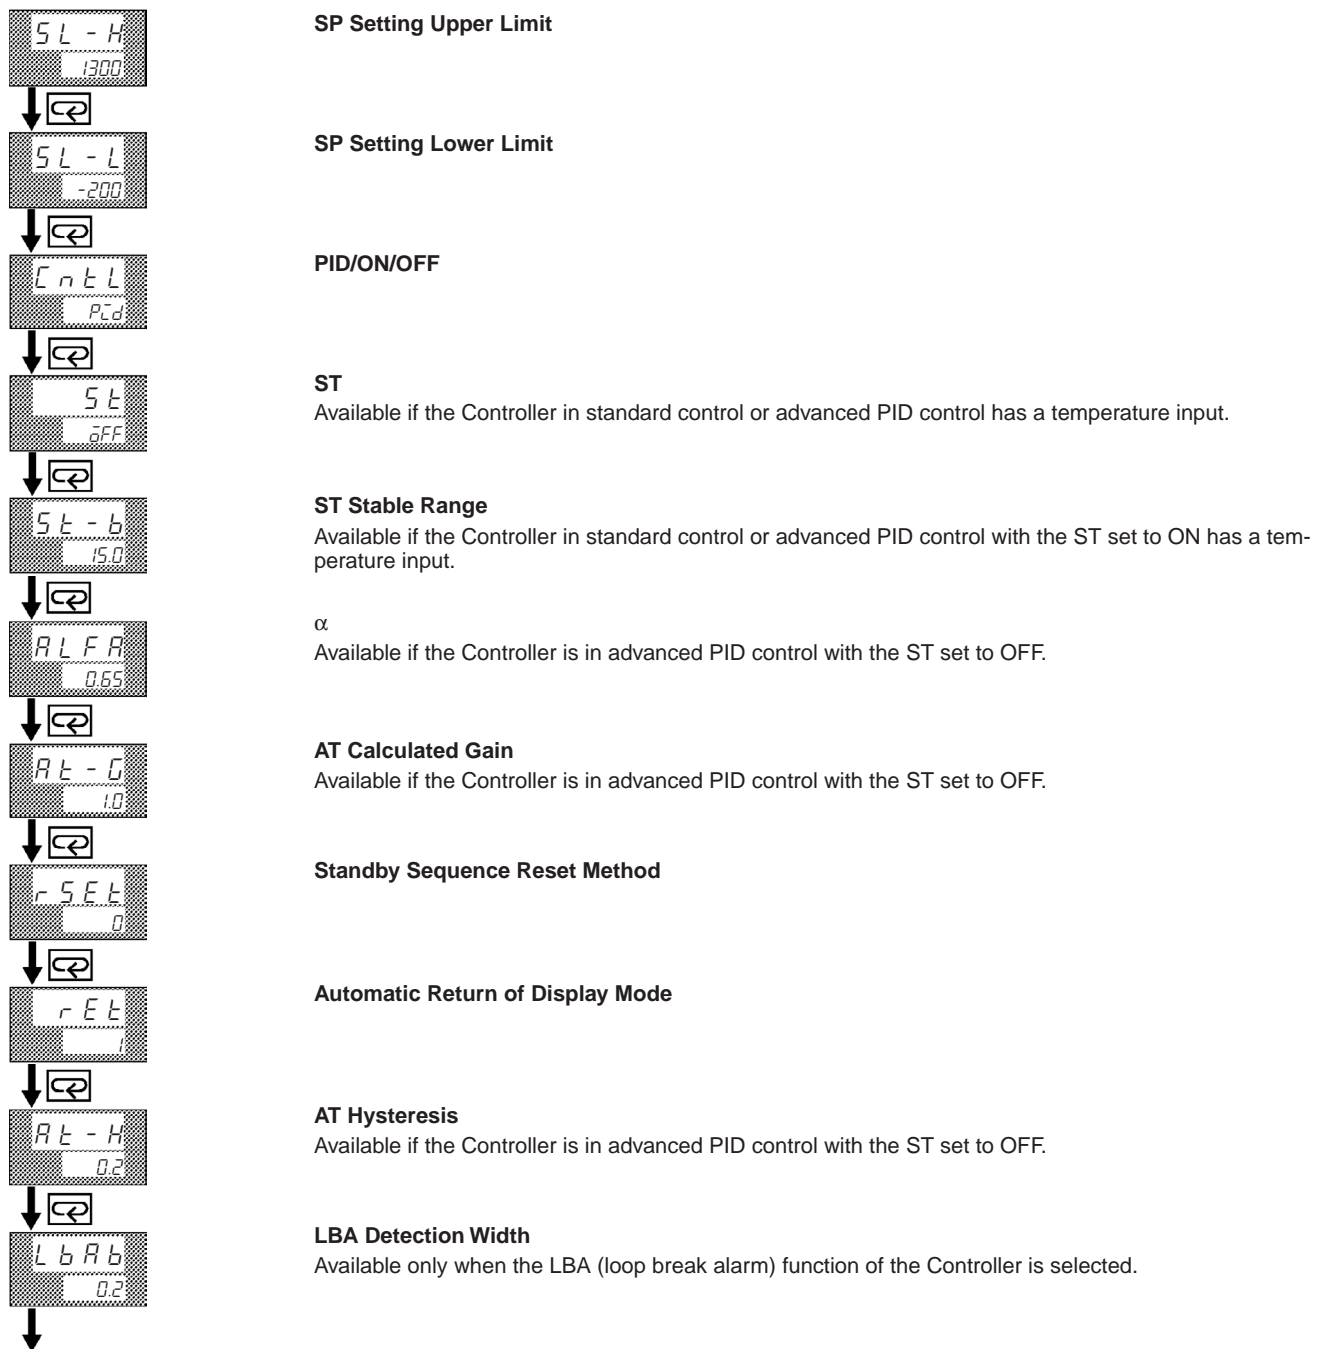 SL-H
SP Setting Upper Limit
1300
SL-L
SP Setting Lower Limit
-200
CntL
PID/ON/OFF
Pid
St
ST
Available if the Controller in standard control or advanced PID control has a temperature input.
oFF
St-b
ST Stable Range
Available if the Controller in standard control or advanced PID control with the ST set to ON has a tem-
perature input.
15.0
ALFA
α
Available if the Controller is in advanced PID control with the ST set to OFF.
0.65
At-G
AT Calculated Gain
Available if the Controller is in advanced PID control with the ST set to OFF.
1.0
rSEt
Standby Sequence Reset Method
0
rEt
Automatic Return of Display Mode
1
At-H
AT Hysteresis
Available if the Controller is in advanced PID control with the ST set to OFF.
0.2
LbAb
LBA Detection Width
Available only when the LBA (loop break alarm) function of the Controller is selected.
0.2